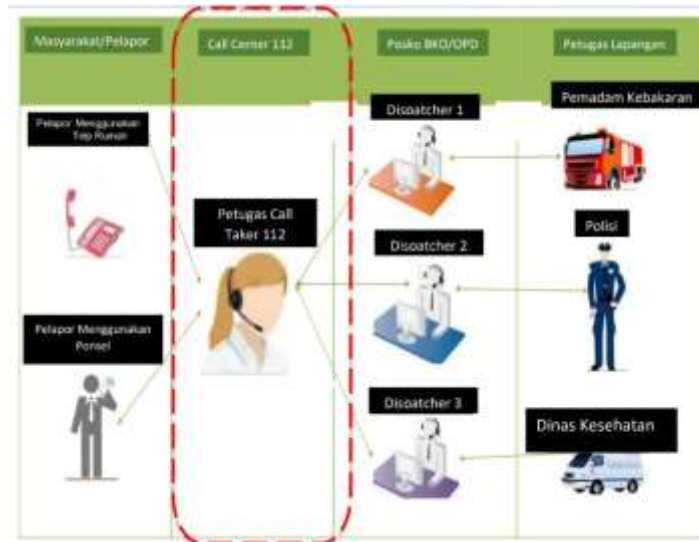 Masyarakat/Pelapor
Call Center 112
Posko BKO/OPD
Petugas Lapangan
Pelapor Menggunakan
Telp Rumah
Pelapor Menggunakan
Ponsel
Petugas Call
Taker 112
Dispatcher 1
Dispatcher 2
Dispatcher 3
Pemadam Kebakaran
Polisi
Dinas Kesehatan